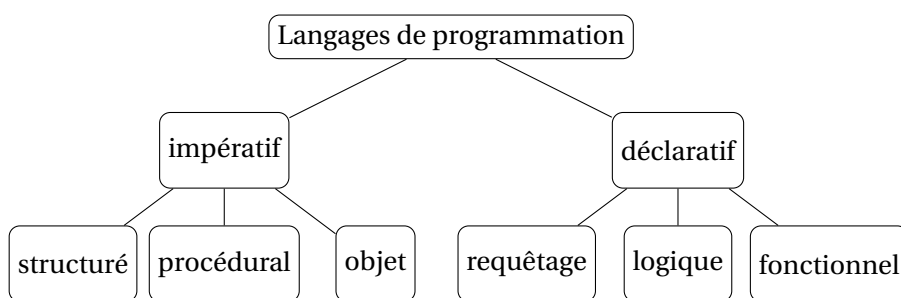 Langages de programmation
impératif
déclaratif
structuré
procédural
objet
requêtage
logique
fonctionnel